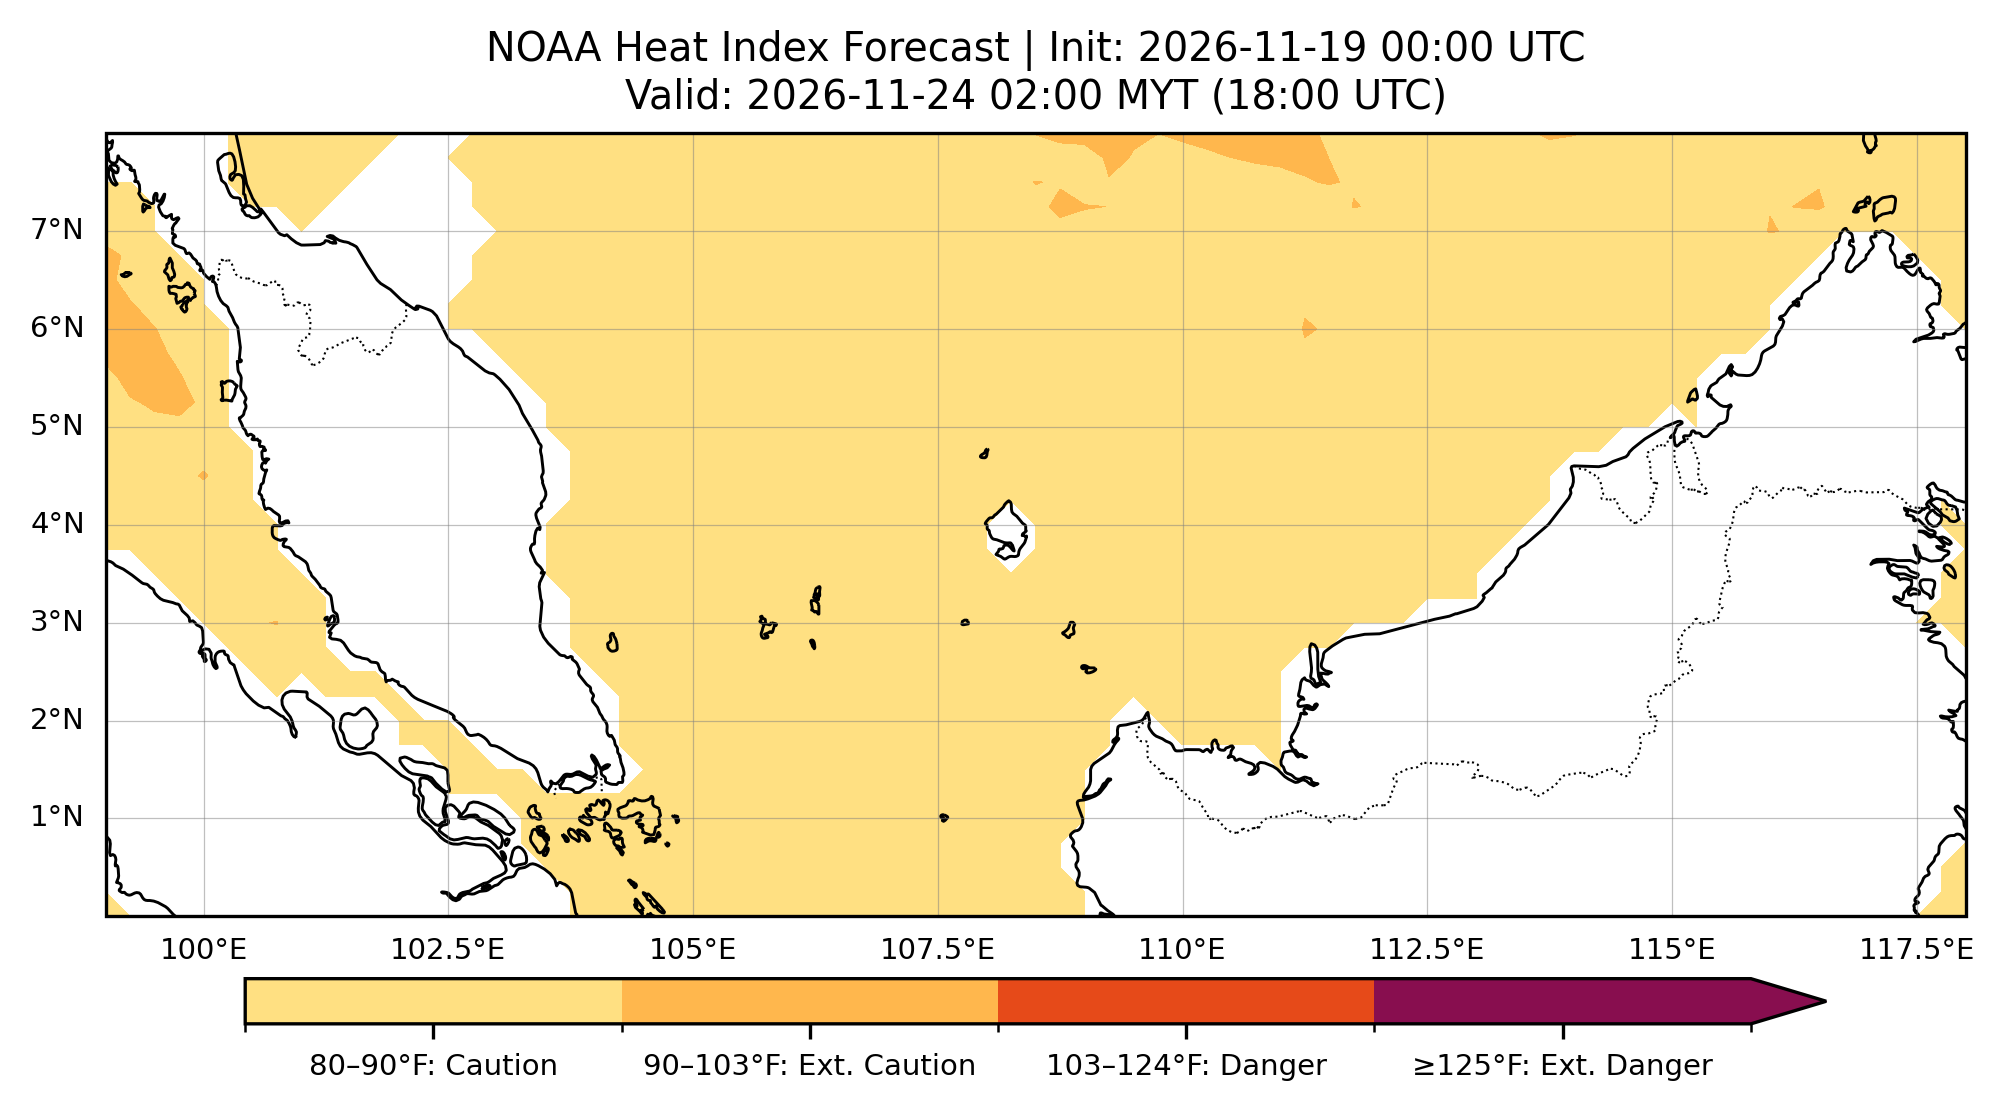 NOAA Heat Index Forecast | Init: 2026-11-19 00:00 UTC
Valid: 2026-11-24 02:00 MYT (18:00 UTC)
7°N
6°N
5°N
4°N
3°N
2°N
1°N
100°E 102.5°E 105°E 107.5°E 110°E 112.5°E 115°E 117.5°E
80–90°F: Caution 90–103°F: Ext. Caution 103–124°F: Danger ≥125°F: Ext. Danger